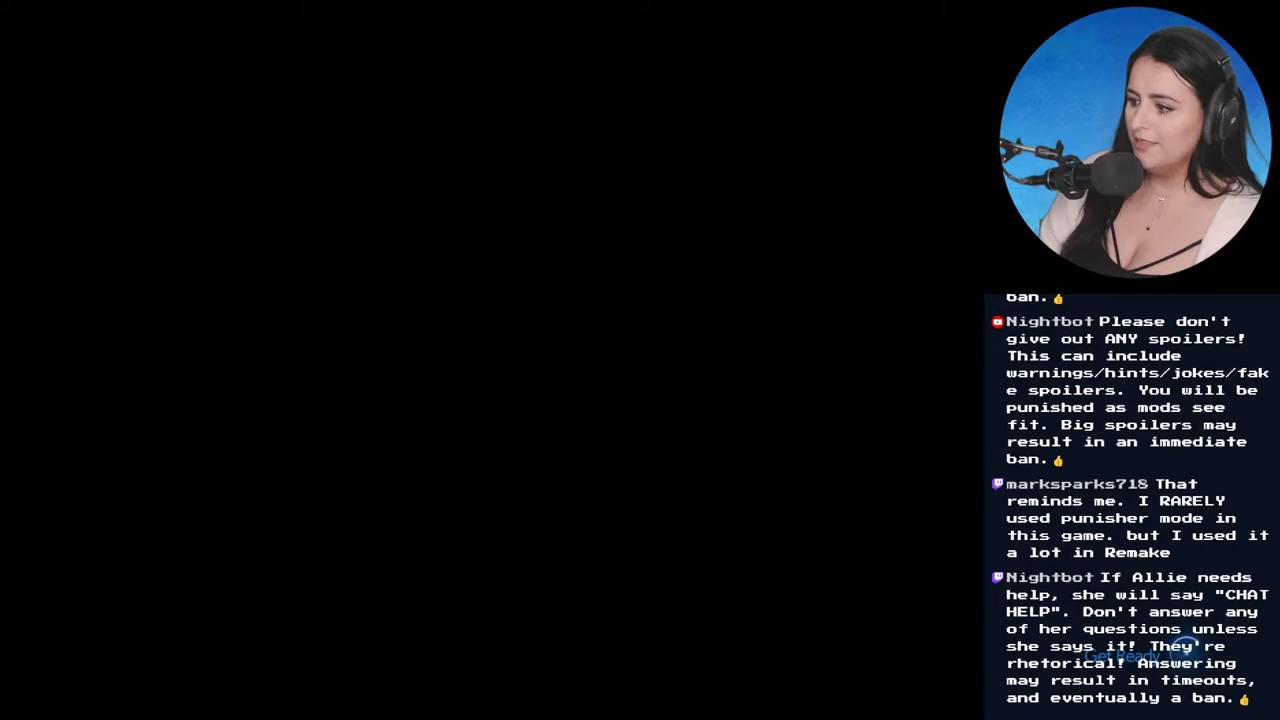 ban.👍
Nightbot Please don't
give out ANY spoilers!
This can include
warnings/hints/jokes/fak
e spoilers. You will be
punished as mods see
fit. Big spoilers may
result in an immediate
ban.👍
marksparks718 That
reminds me. I RARELY
used punisher mode in
this game. but I used it
a lot in Remake
Nightbot If Allie needs
help, she will say "CHAT
HELP". Don't answer any
of her questions unless
she says it! They're
Get Ready
rhetorical! Answering
may result in timeouts,
and eventually a ban.👍